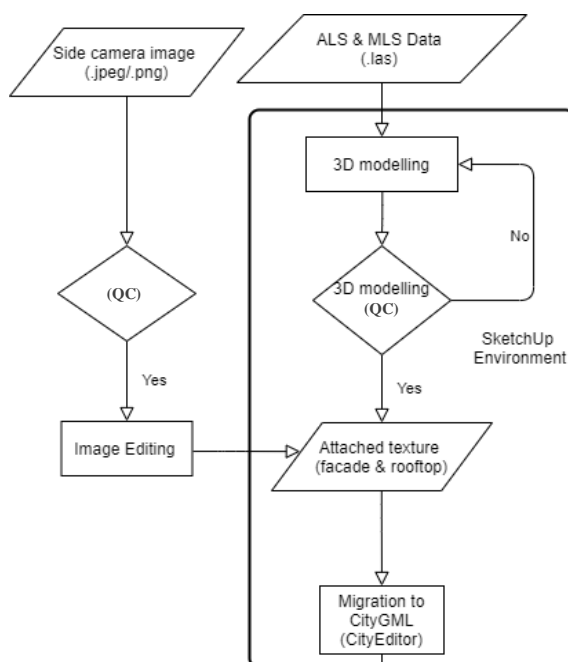 Side camera image
(.jpeg/.png)
ALS & MLS Data
(.las)
3D modelling
No
(QC)
3D modelling
(QC)
SketchUp
Environment
Yes
Yes
Image Editing
Attached texture
(facade & rooftop)
Migration to
CityGML
(CityEditor)